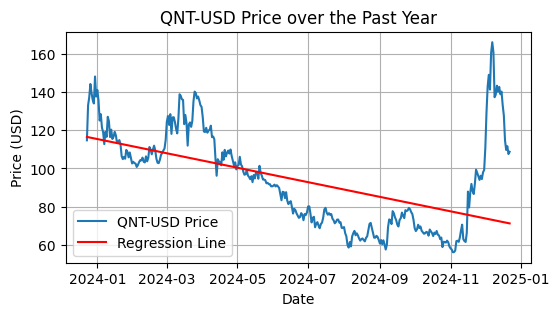 QNT-USD Price over the Past Year
Price (USD)
160
140
120
100
80
60
QNT-USD Price
Regression Line
2024-01 2024-03 2024-05 2024-07 2024-09 2024-11 2025-01
Date